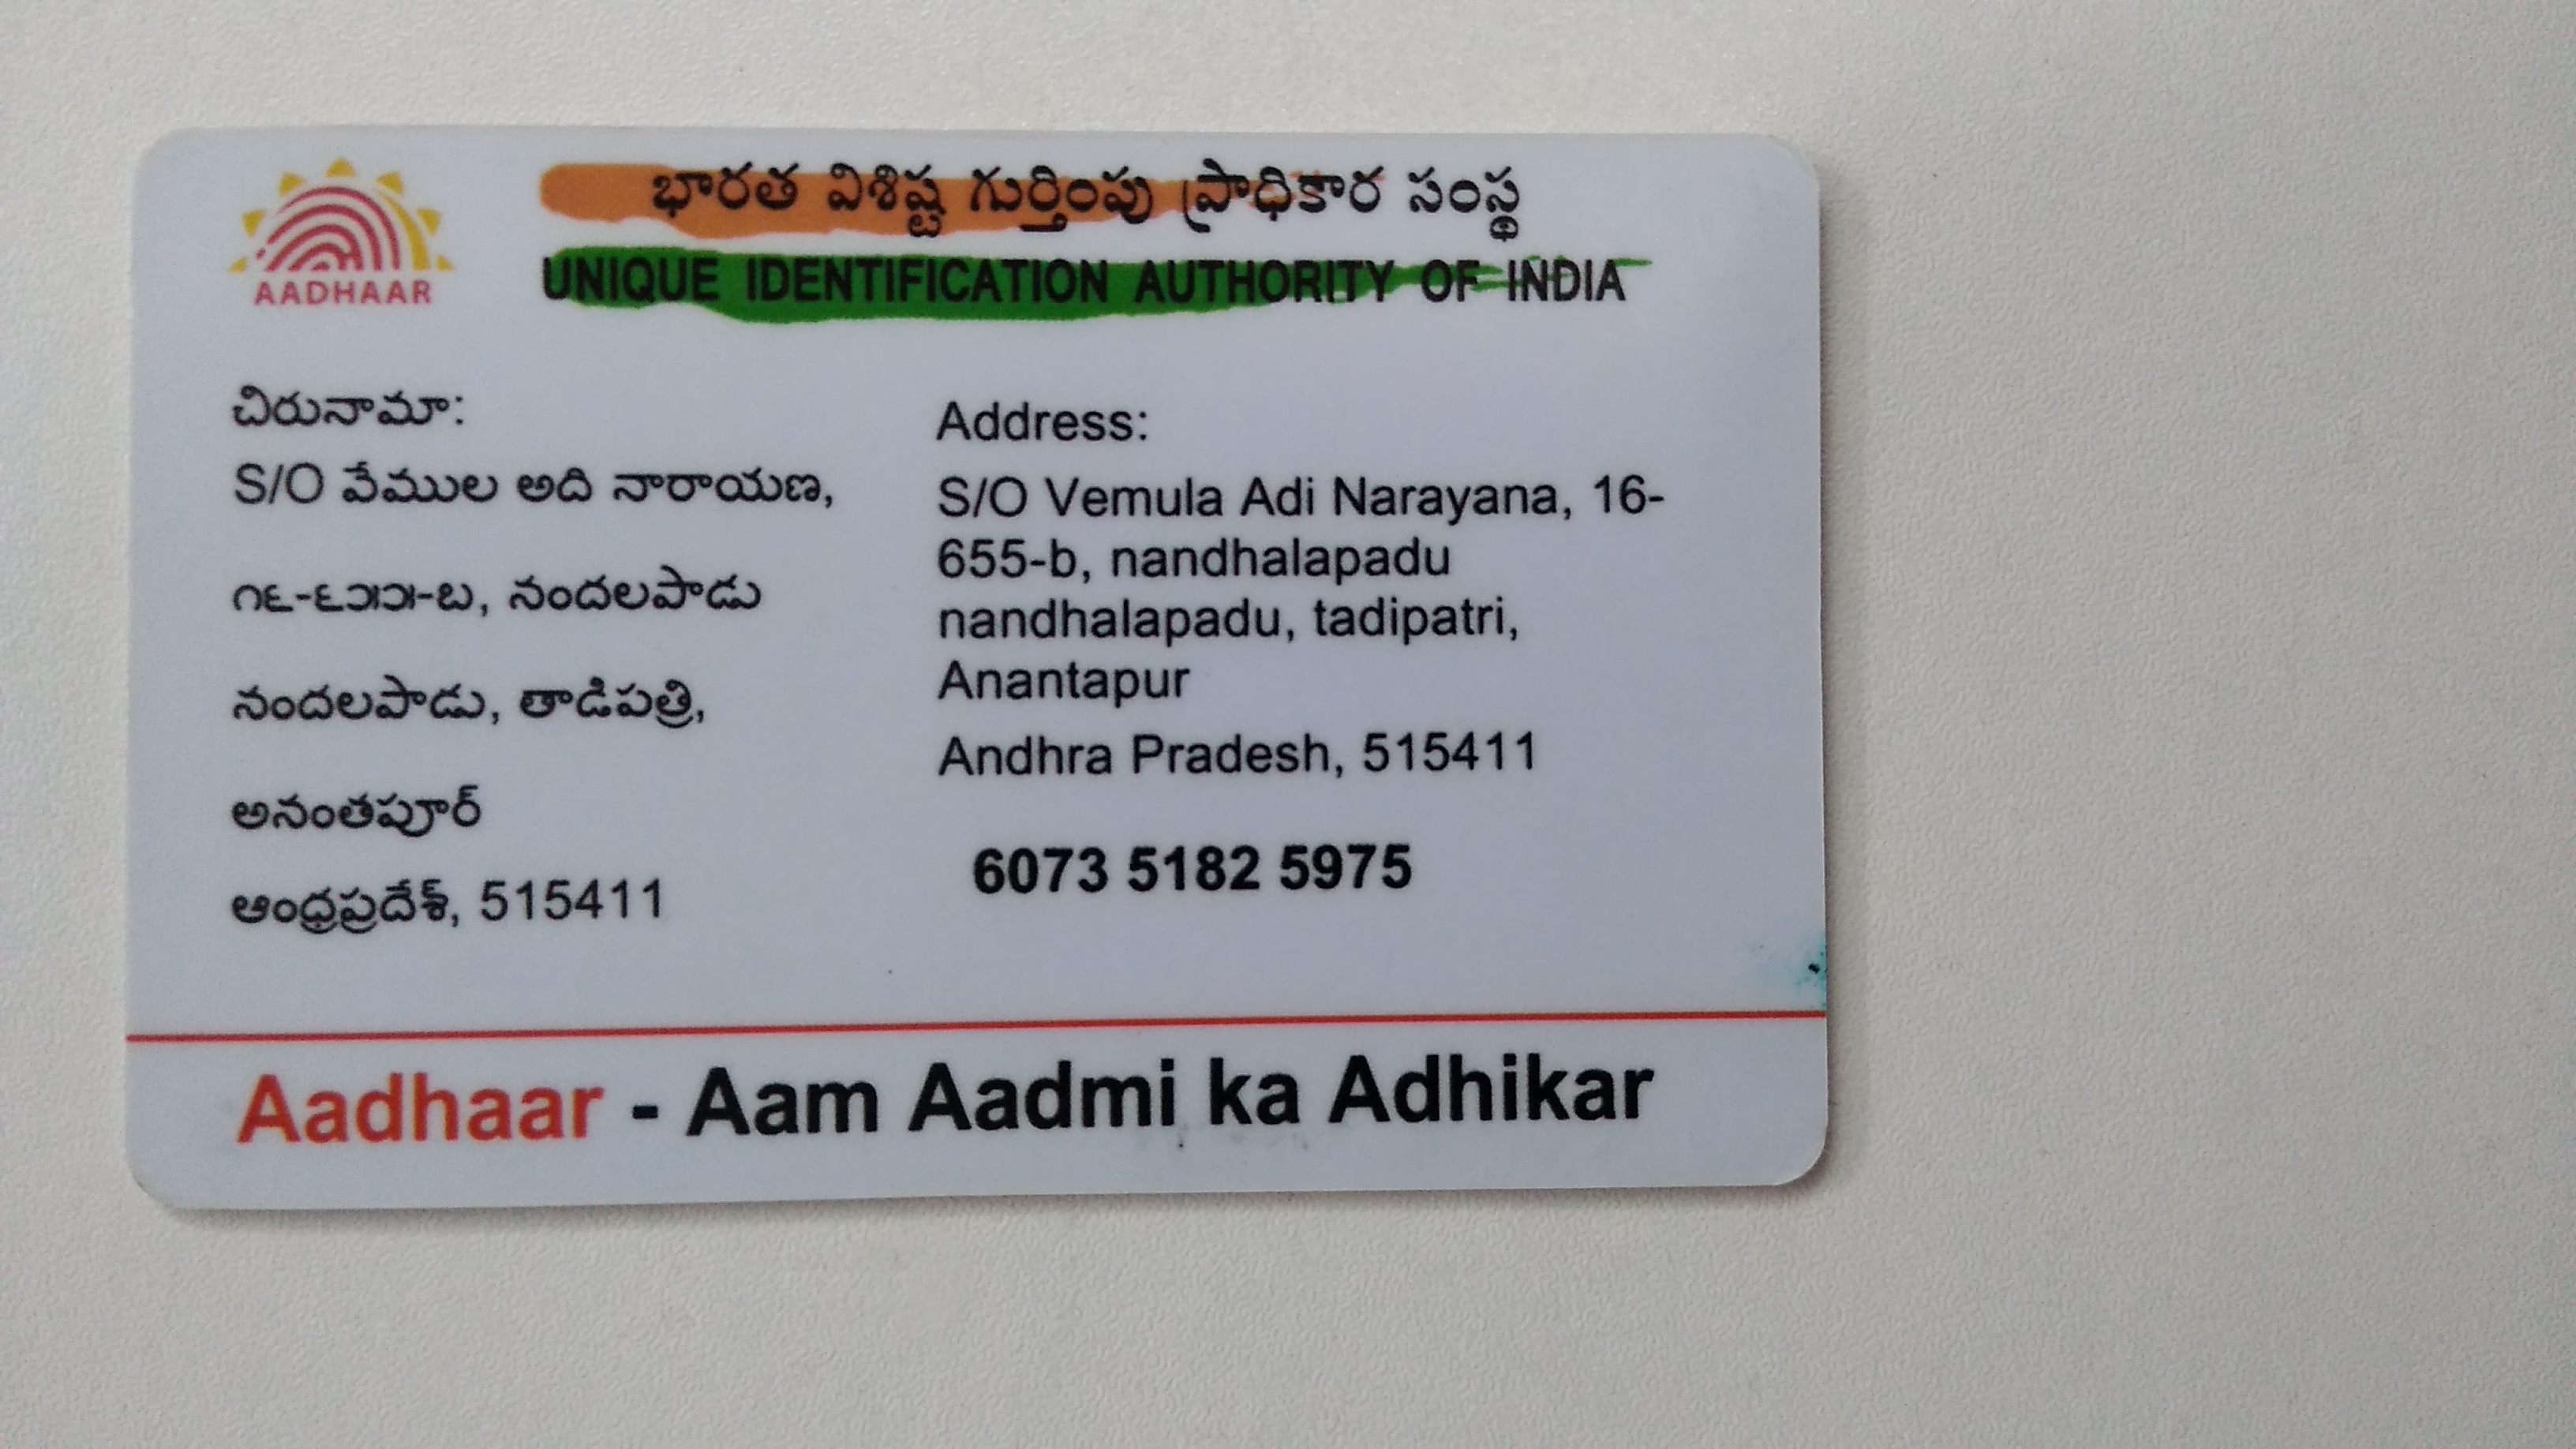 AADHAAR
భారత విశిష్ట గుర్తింపు ప్రాధికార సంస్థ
UNIQUE IDENTIFICATION AUTHORITY OF INDIA
చిరునామా:
S/O వేముల అది నారాయణ,
౧౬-౬౫౫-బ, నందలపాడు
నందలపాడు, తాడిపత్రి,
అనంతపూర్
ఆంధ్రప్రదేశ్, 515411
Address:
S/O Vemula Adi Narayana, 16-
655-b, nandhalapadu
nandhalapadu, tadipatri,
Anantapur
Andhra Pradesh, 515411
6073 5182 5975
Aadhaar - Aam Aadmi ka Adhikar